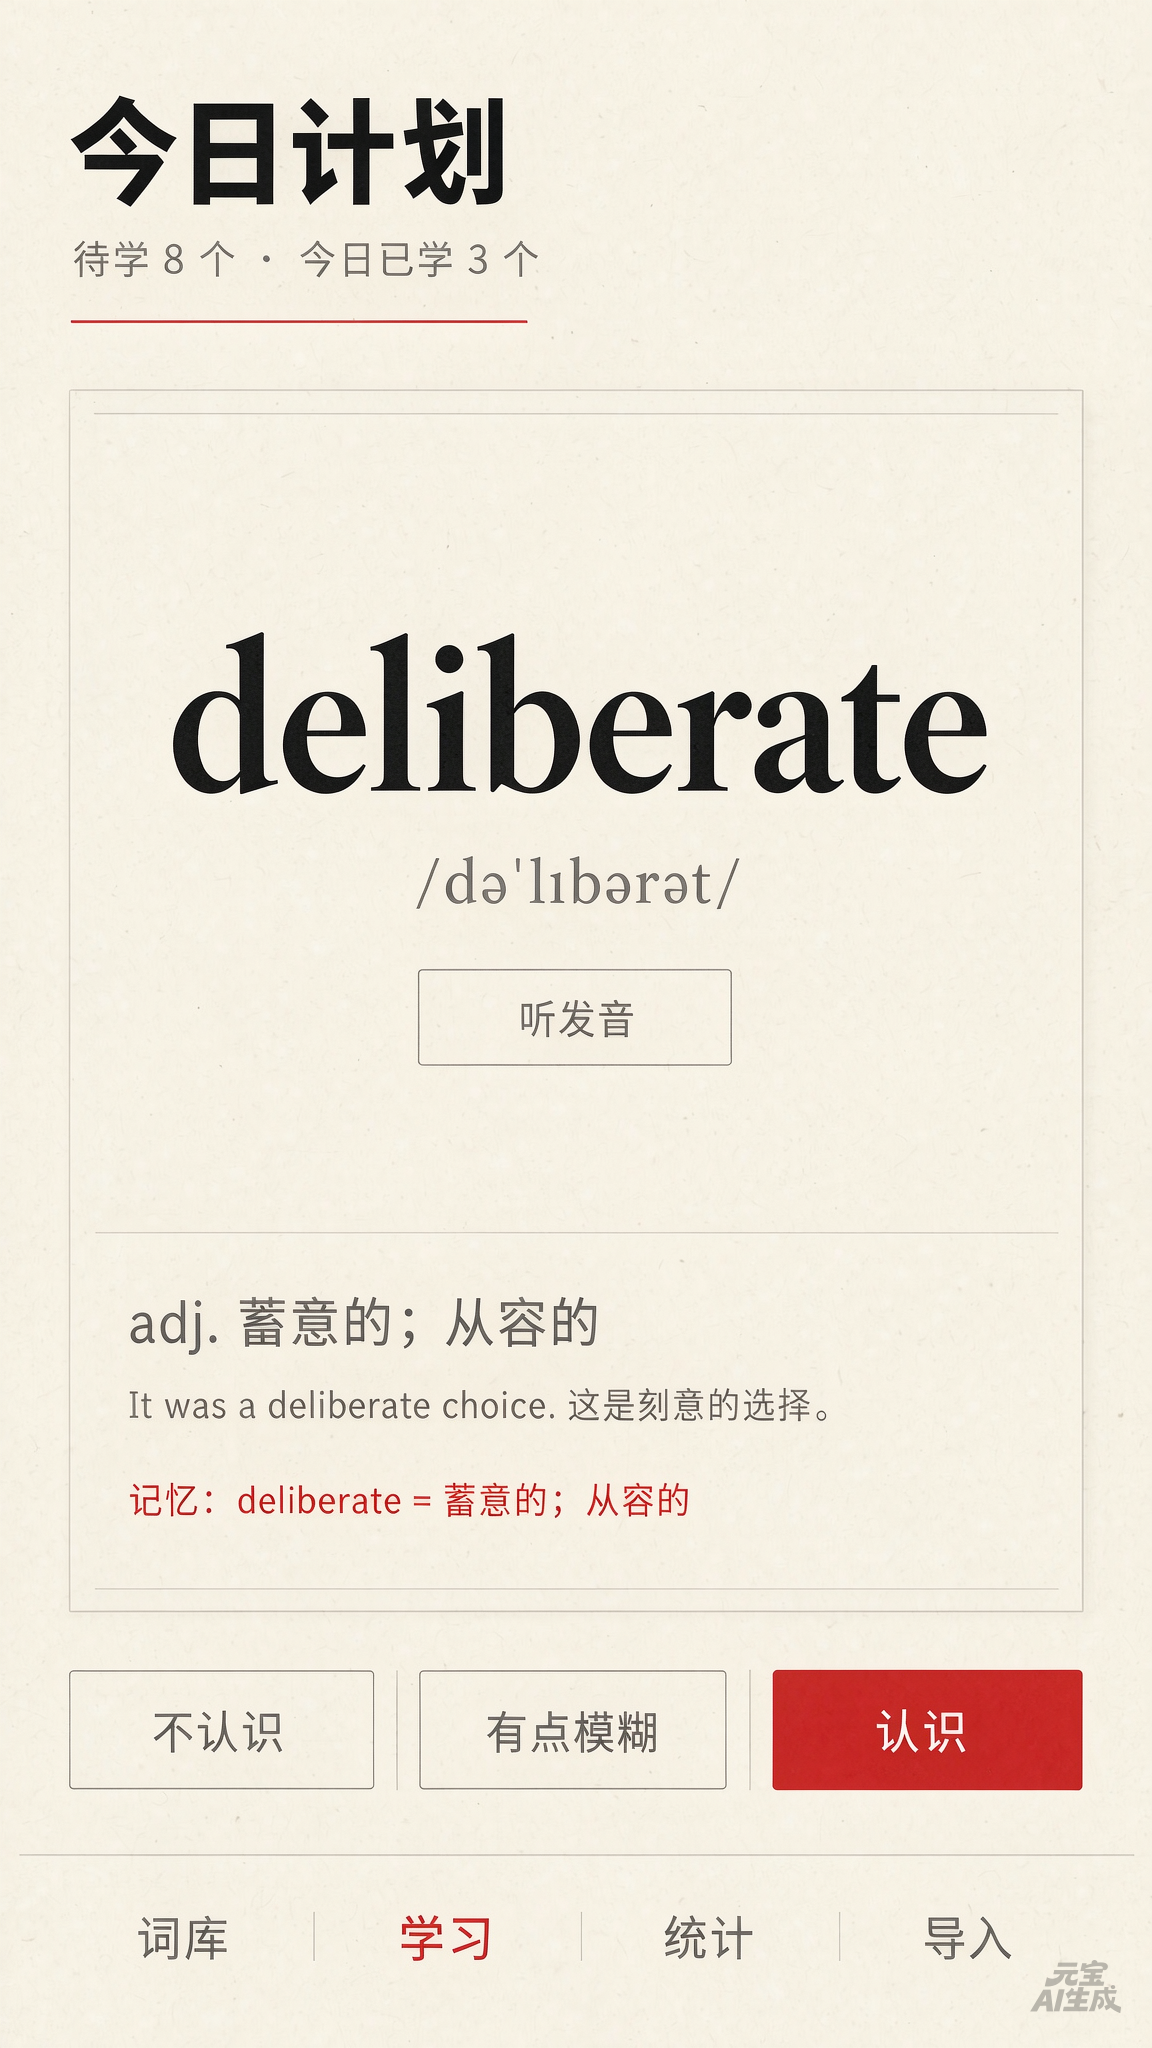 今日计划
待学 8 个 · 今日已学 3 个
deliberate
/dəˈlıbərət/
听发音
adj. 蓄意的；从容的
It was a deliberate choice. 这是刻意的选择。
记忆：deliberate = 蓄意的；从容的
不认识 有点模糊 认识
词库 学习 统计 导入
元宝
AI生成